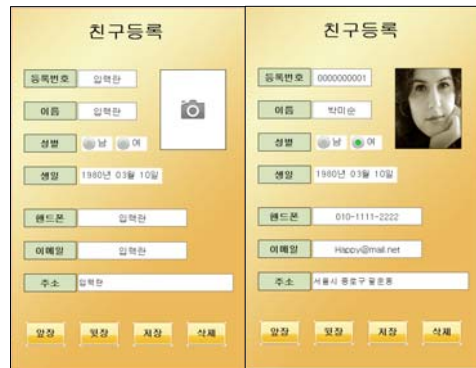 친구등록
등록번호 입력란
이름 입력란
성별 남 여
생일 1980년 03월 10일
핸드폰 입력란
이메일 입력란
주소 입력란
앞장 뒷장 저장 삭제
친구등록
등록번호 0000000001
이름 박미순
성별 남 여
생일 1980년 03월 10일
핸드폰 010-1111-2222
이메일 Happy@mail.net
주소 서울시 종로구 팔운동
앞장 뒷장 저장 삭제